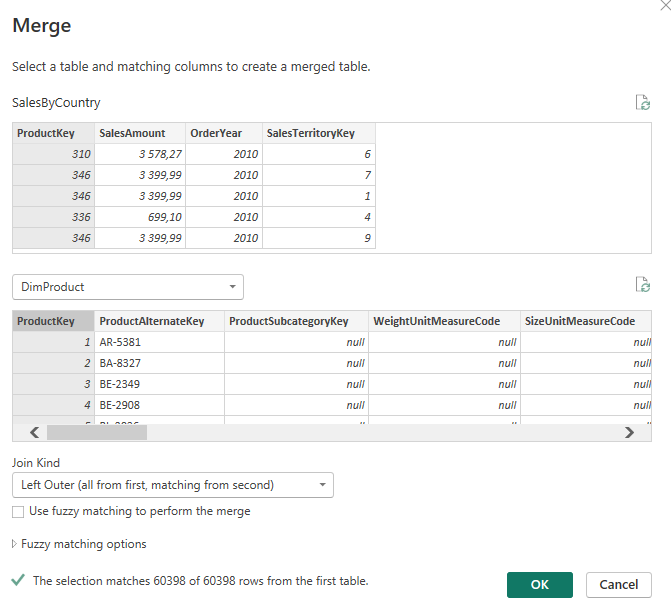 Merge
Select a table and matching columns to create a merged table.
SalesByCountry
ProductKey SalesAmount OrderYear SalesTerritoryKey
310 3 578,27 2010 6
346 3 399,99 2010 7
346 3 399,99 2010 1
336 699,10 2010 4
346 3 399,99 2010 9
DimProduct
ProductKey ProductAlternateKey ProductSubcategoryKey WeightUnitMeasureCode SizeUnitMeasureCode
1 AR-5381 null null null
2 BA-8327 null null null
3 BE-2349 null null null
4 BE-2908 null null null
Join Kind
Left Outer (all from first, matching from second)
Use fuzzy matching to perform the merge
Fuzzy matching options
The selection matches 60398 of 60398 rows from the first table.
OK Cancel